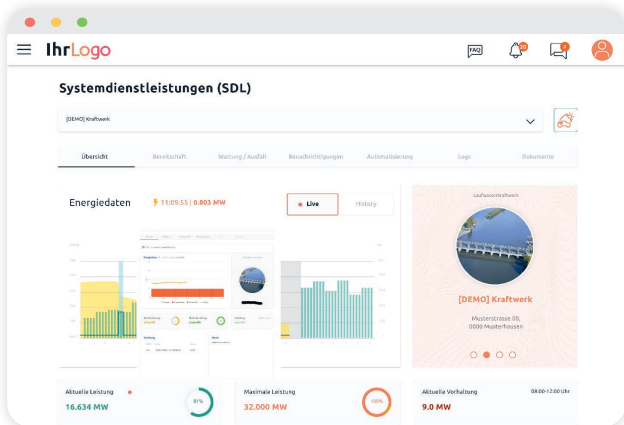 IhrLogo
FAQ
20
Systemdienstleistungen (SDL)
[DEMO] Kraftwerk
Übersicht
Bereitschaft
Wartung / Ausfall
Benachrichtigungen
Automatisierung
Logs
Dokumente
Energiedaten
11:09:55 | 0.803 MW
Live
History
Laufwasserkraftwerk
[DEMO] Kraftwerk
Musterstrasse 00,
0000 Musterhausen
Aktuelle Leistung
81%
16.634 MW
Maximale Leistung
100%
32.000 MW
Aktuelle Vorhaltung
08:00-12:00 Uhr
9.0 MW